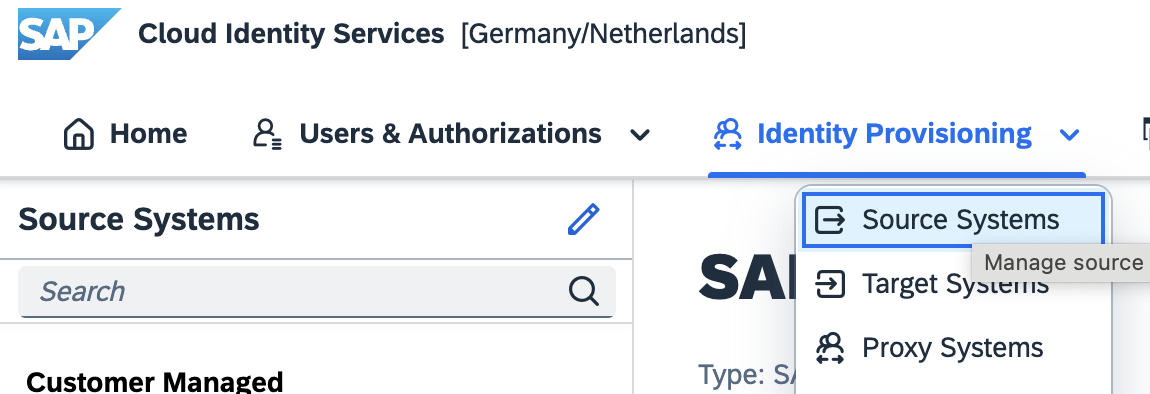 SAP Cloud Identity Services [Germany/Netherlands]
Home Users & Authorizations Identity Provisioning
Source Systems
Search
Customer Managed
Source Systems
Manage source
Target Systems
Proxy Systems
Type: